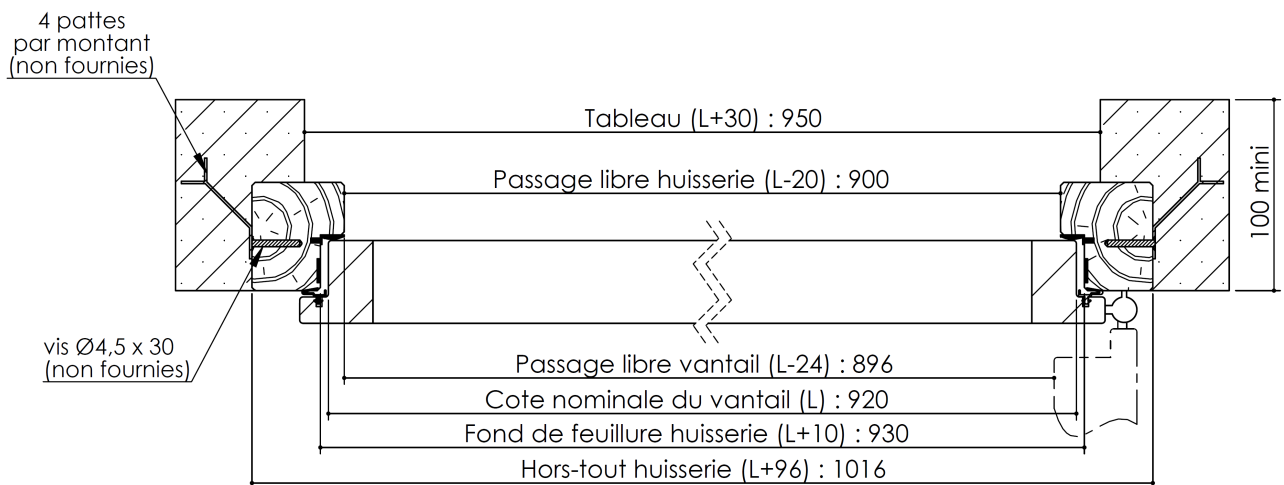 4 pattes
par montant
(non fournies)
Tableau (L+30) : 950
Passage libre huisserie (L-20) : 900
100 mini
vis Ø4,5 x 30
(non fournies)
Passage libre vantail (L-24) : 896
Cote nominale du vantail (L) : 920
Fond de feuillure huisserie (L+10) : 930
Hors-tout huisserie (L+96) : 1016